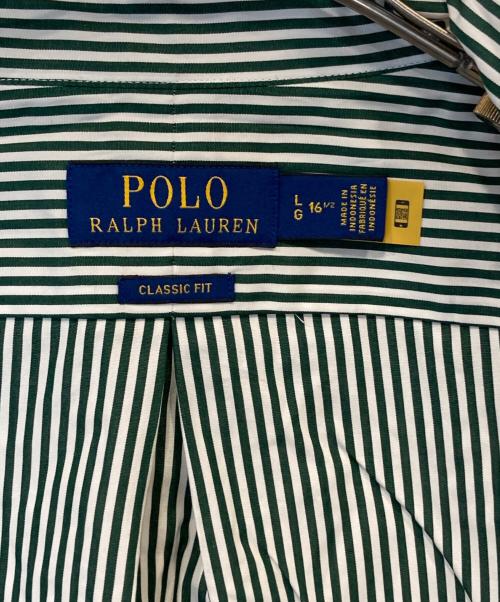 POLO
RALPH LAUREN
L
G
16 1/2
MADE IN
INDONESIA
FABRIQUÉ EN
INDONÉSIE
CLASSIC FIT